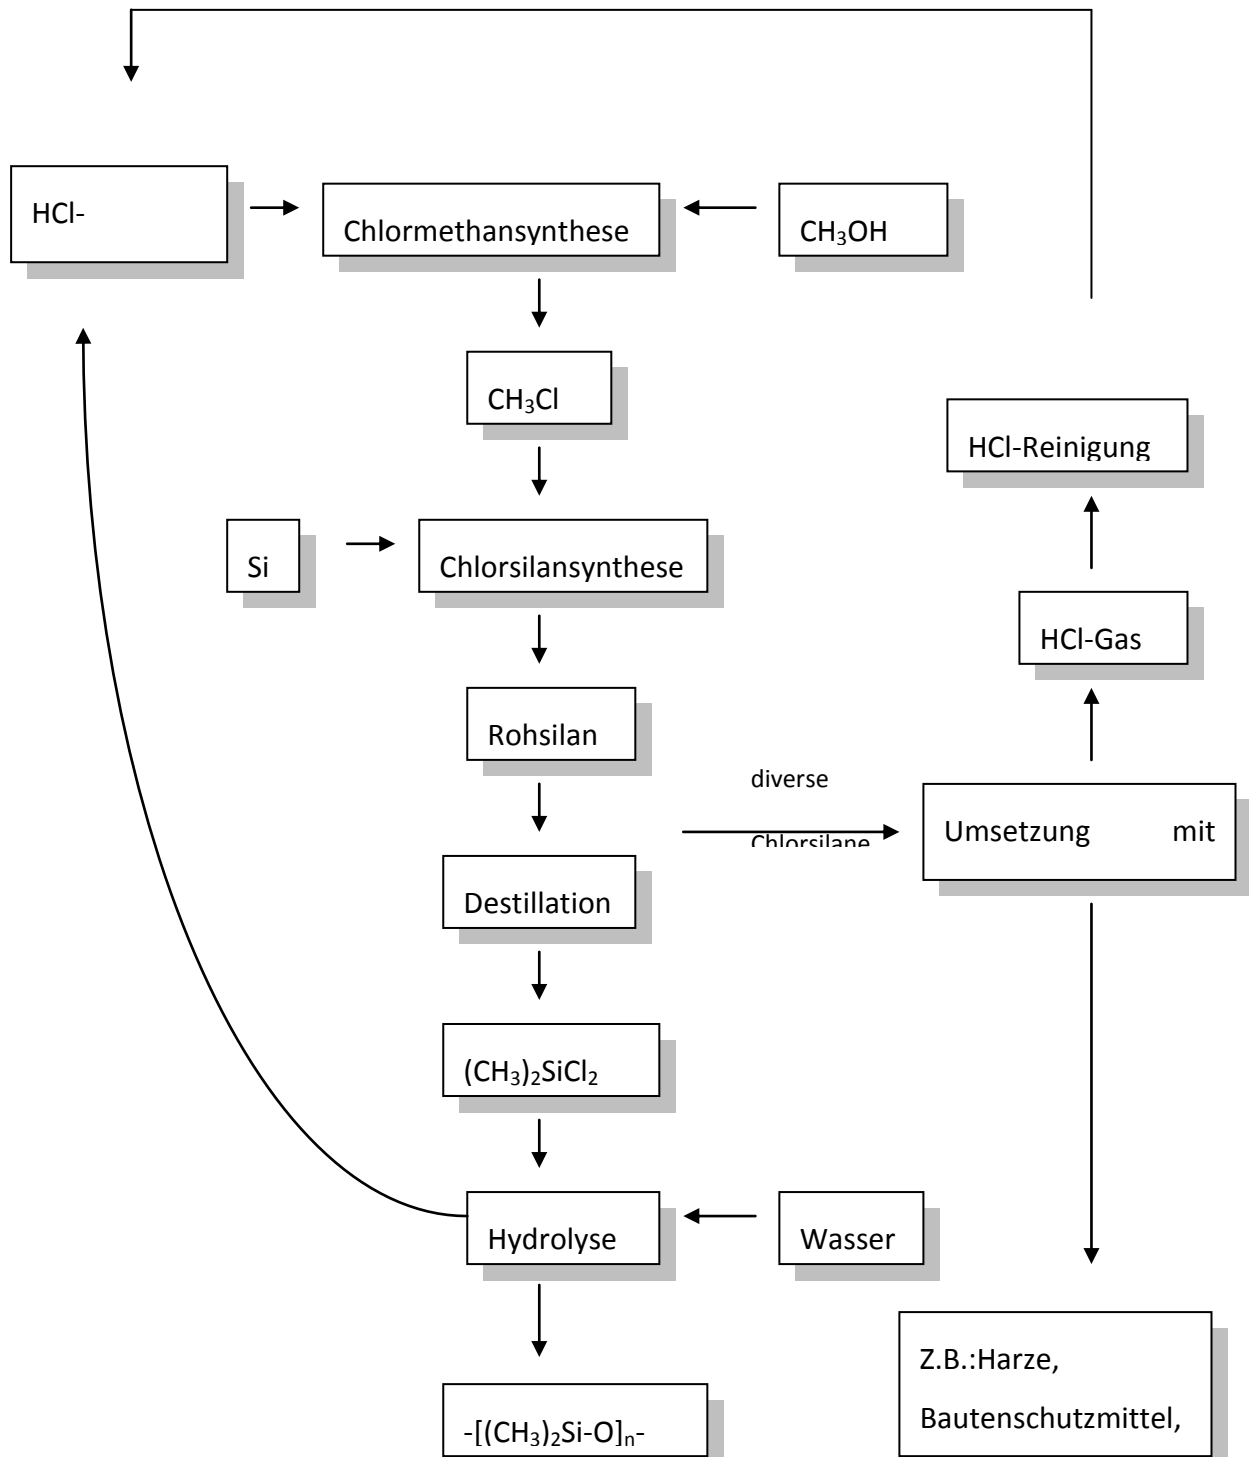 HCl-
Chlormethansynthese
CH₃OH
CH₃Cl
HCl-Reinigung
Si
Chlorsilansynthese
HCl-Gas
Rohsilan
diverse
Chlorsilane
Umsetzung mit
Destillation
(CH₃)₂SiCl₂
Hydrolyse
Wasser
Z.B.:Harze,
Bautenschutzmittel,
-[(CH₃)₂Si-O]ₙ-